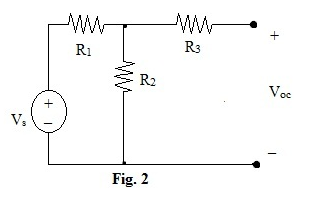 R1
R3
+
R2
Voc
+
Vs
−
−
Fig. 2